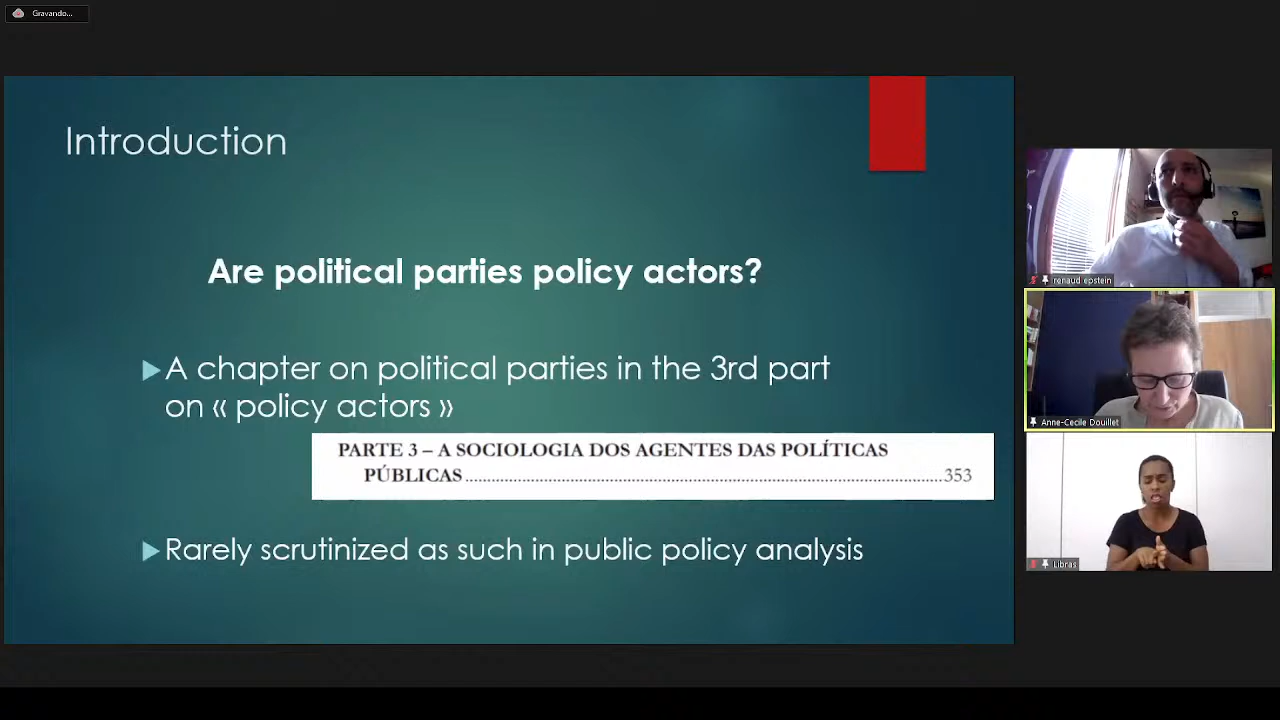 Gravando...
Introduction
Are political parties policy actors?
A chapter on political parties in the 3rd part
on « policy actors »
PARTE 3 – A SOCIOLOGIA DOS AGENTES DAS POLÍTICAS
PÚBLICAS........................................................................................................353
Rarely scrutinized as such in public policy analysis
renaud epstein
Anne-Cecile Douillet
Libras